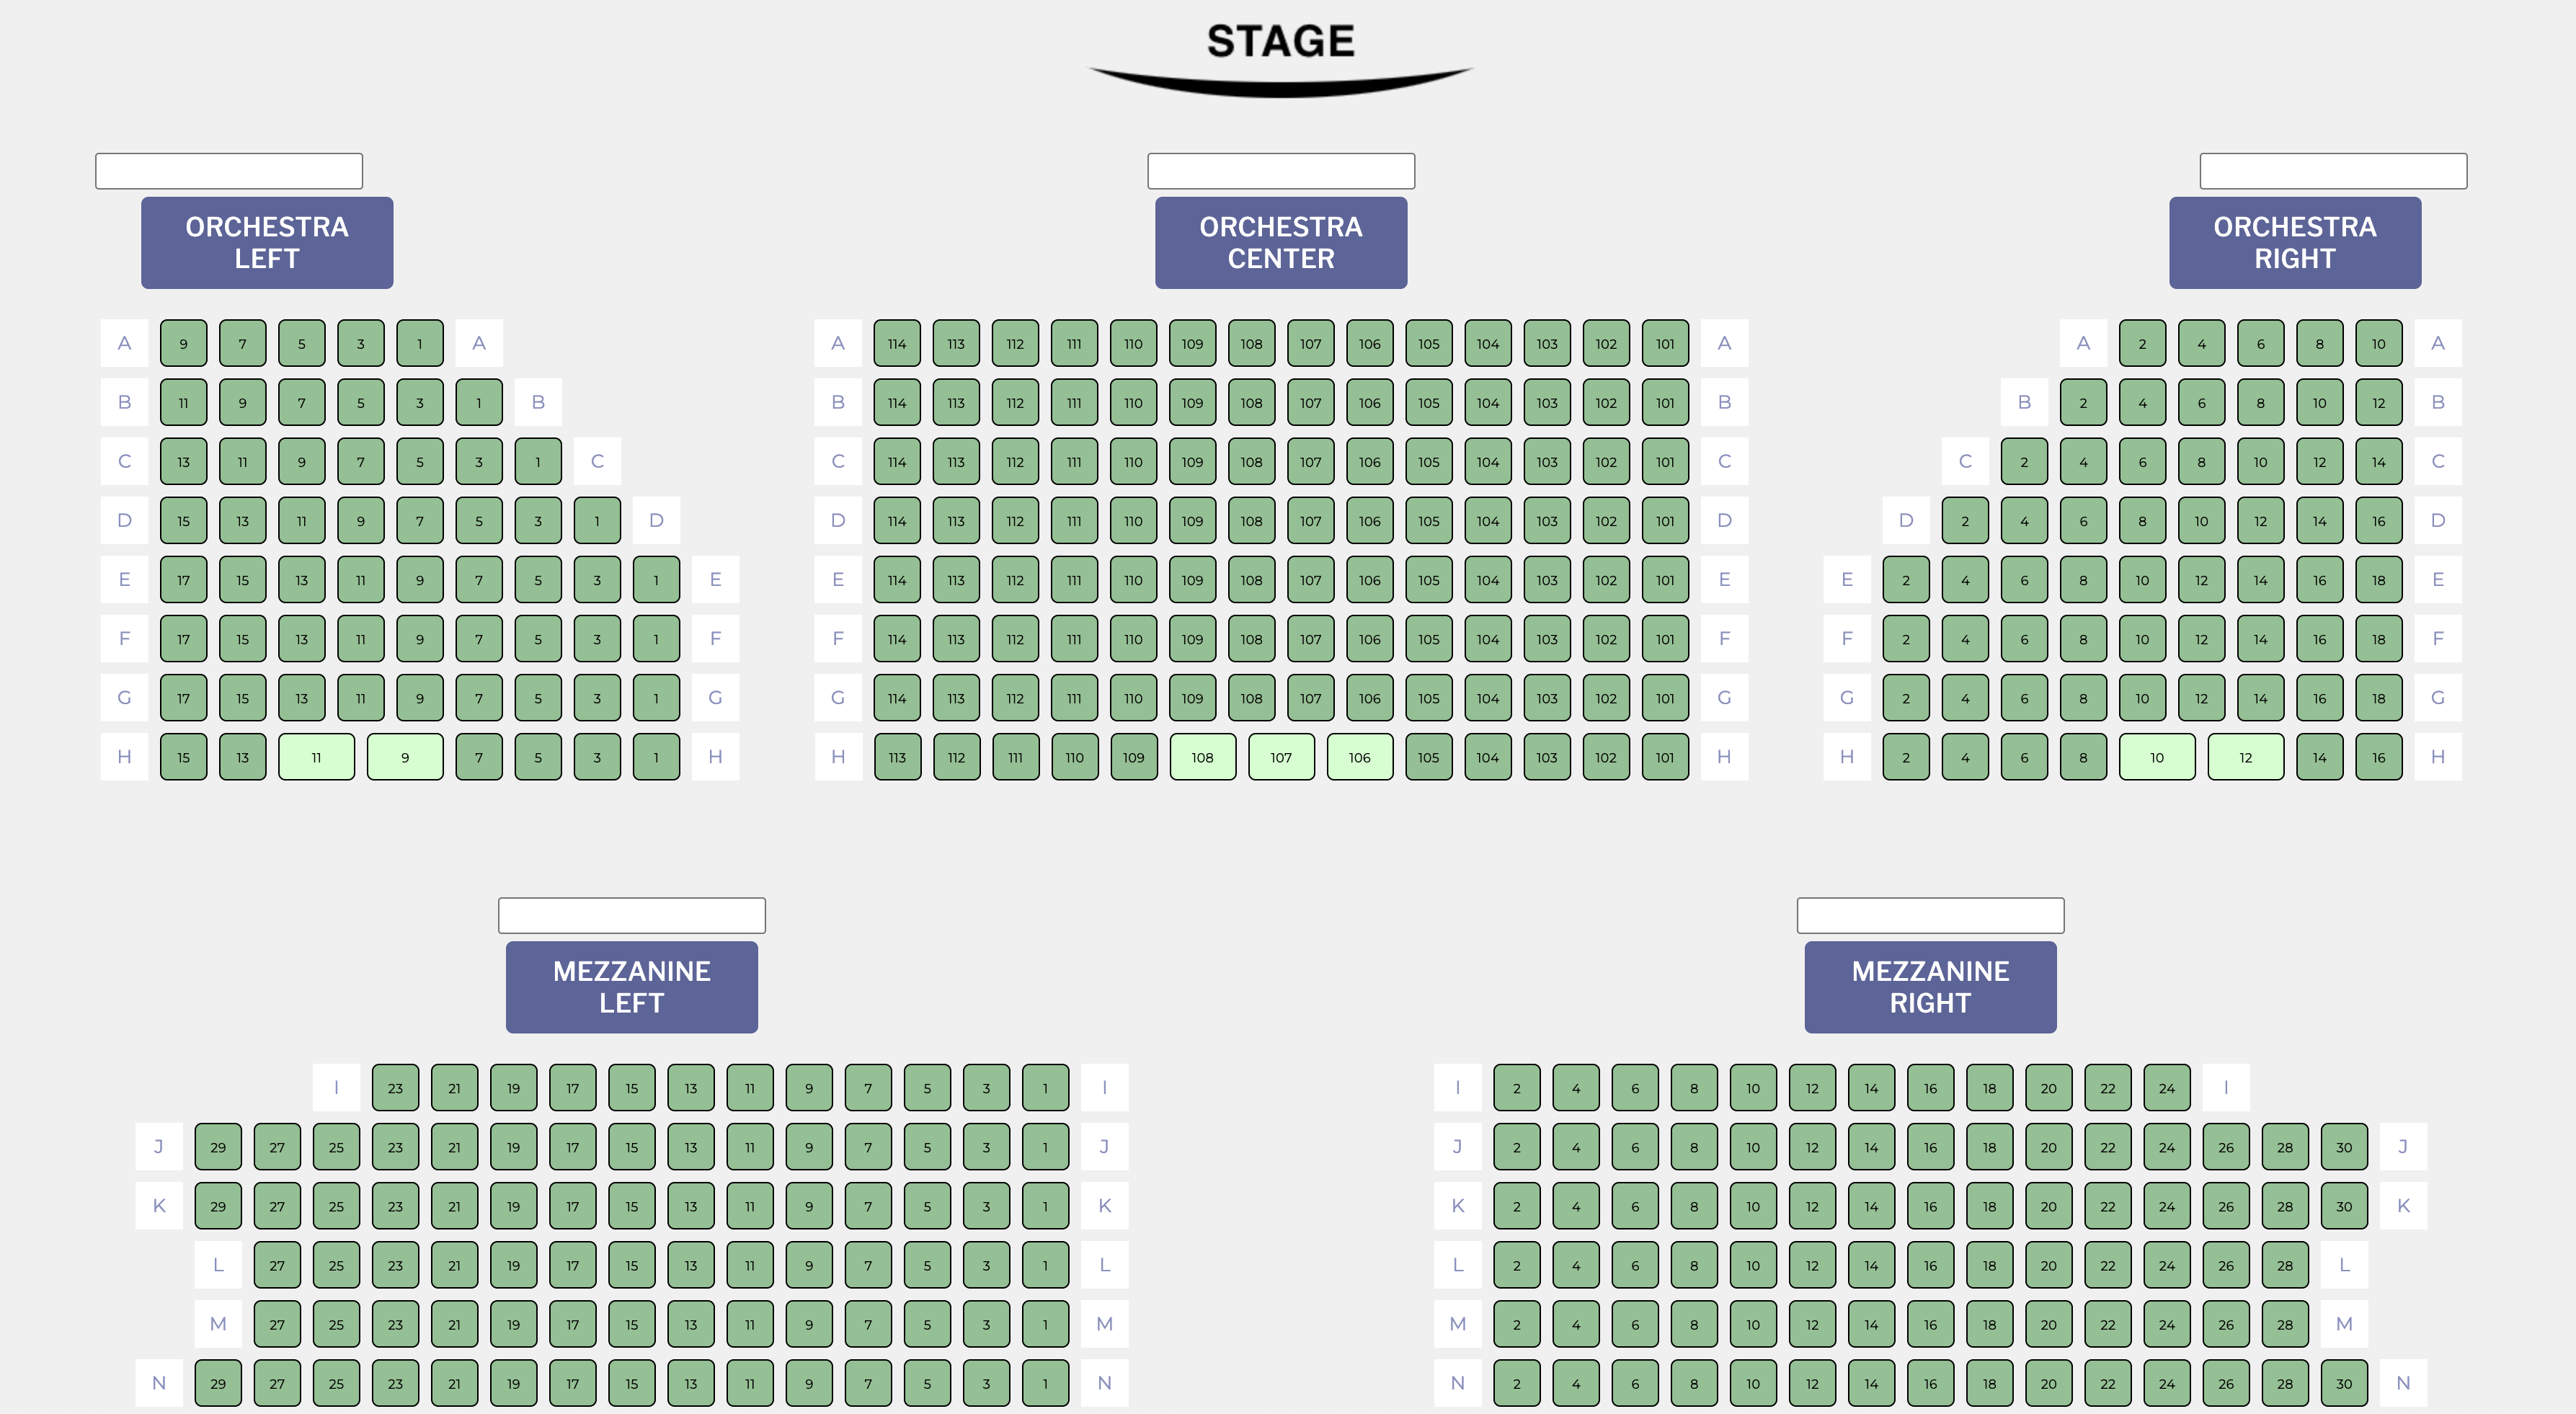 STAGE
ORCHESTRA
LEFT
ORCHESTRA
CENTER
ORCHESTRA
RIGHT
A 9 7 5 3 1 A
A 114 113 112 111 110 109 108 107 106 105 104 103 102 101 A
A 2 4 6 8 10 A
B 11 9 7 5 3 1 B
B 114 113 112 111 110 109 108 107 106 105 104 103 102 101 B
B 2 4 6 8 10 12 B
C 13 11 9 7 5 3 1 C
C 114 113 112 111 110 109 108 107 106 105 104 103 102 101 C
C 2 4 6 8 10 12 14 C
D 15 13 11 9 7 5 3 1 D
D 114 113 112 111 110 109 108 107 106 105 104 103 102 101 D
D 2 4 6 8 10 12 14 16 D
E 17 15 13 11 9 7 5 3 1 E
E 114 113 112 111 110 109 108 107 106 105 104 103 102 101 E
E 2 4 6 8 10 12 14 16 18 E
F 17 15 13 11 9 7 5 3 1 F
F 114 113 112 111 110 109 108 107 106 105 104 103 102 101 F
F 2 4 6 8 10 12 14 16 18 F
G 17 15 13 11 9 7 5 3 1 G
G 114 113 112 111 110 109 108 107 106 105 104 103 102 101 G
G 2 4 6 8 10 12 14 16 18 G
H 15 13 11 9 7 5 3 1 H
H 113 112 111 110 109 108 107 106 105 104 103 102 101 H
H 2 4 6 8 10 12 14 16 H
MEZZANINE
LEFT
MEZZANINE
RIGHT
I 23 21 19 17 15 13 11 9 7 5 3 1 I
I 2 4 6 8 10 12 14 16 18 20 22 24 I
J 29 27 25 23 21 19 17 15 13 11 9 7 5 3 1 J
J 2 4 6 8 10 12 14 16 18 20 22 24 26 28 30 J
K 29 27 25 23 21 19 17 15 13 11 9 7 5 3 1 K
K 2 4 6 8 10 12 14 16 18 20 22 24 26 28 30 K
L 27 25 23 21 19 17 15 13 11 9 7 5 3 1 L
L 2 4 6 8 10 12 14 16 18 20 22 24 26 28 L
M 27 25 23 21 19 17 15 13 11 9 7 5 3 1 M
M 2 4 6 8 10 12 14 16 18 20 22 24 26 28 M
N 29 27 25 23 21 19 17 15 13 11 9 7 5 3 1 N
N 2 4 6 8 10 12 14 16 18 20 22 24 26 28 30 N